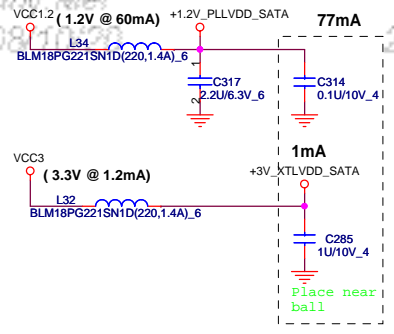 VCC1.2 ( 1.2V @ 60mA) +1.2V_PLLVDD_SATA 77mA
L34
BLM18PG221SN1D(220,1.4A)_6
1
C317
2.2U/6.3V_6
2
C314
0.1U/10V_4
1mA
VCC3
( 3.3V @ 1.2mA)
+3V_XTLVDD_SATA
L32
BLM18PG221SN1D(220,1.4A)_6
C285
1U/10V_4
Place near
ball